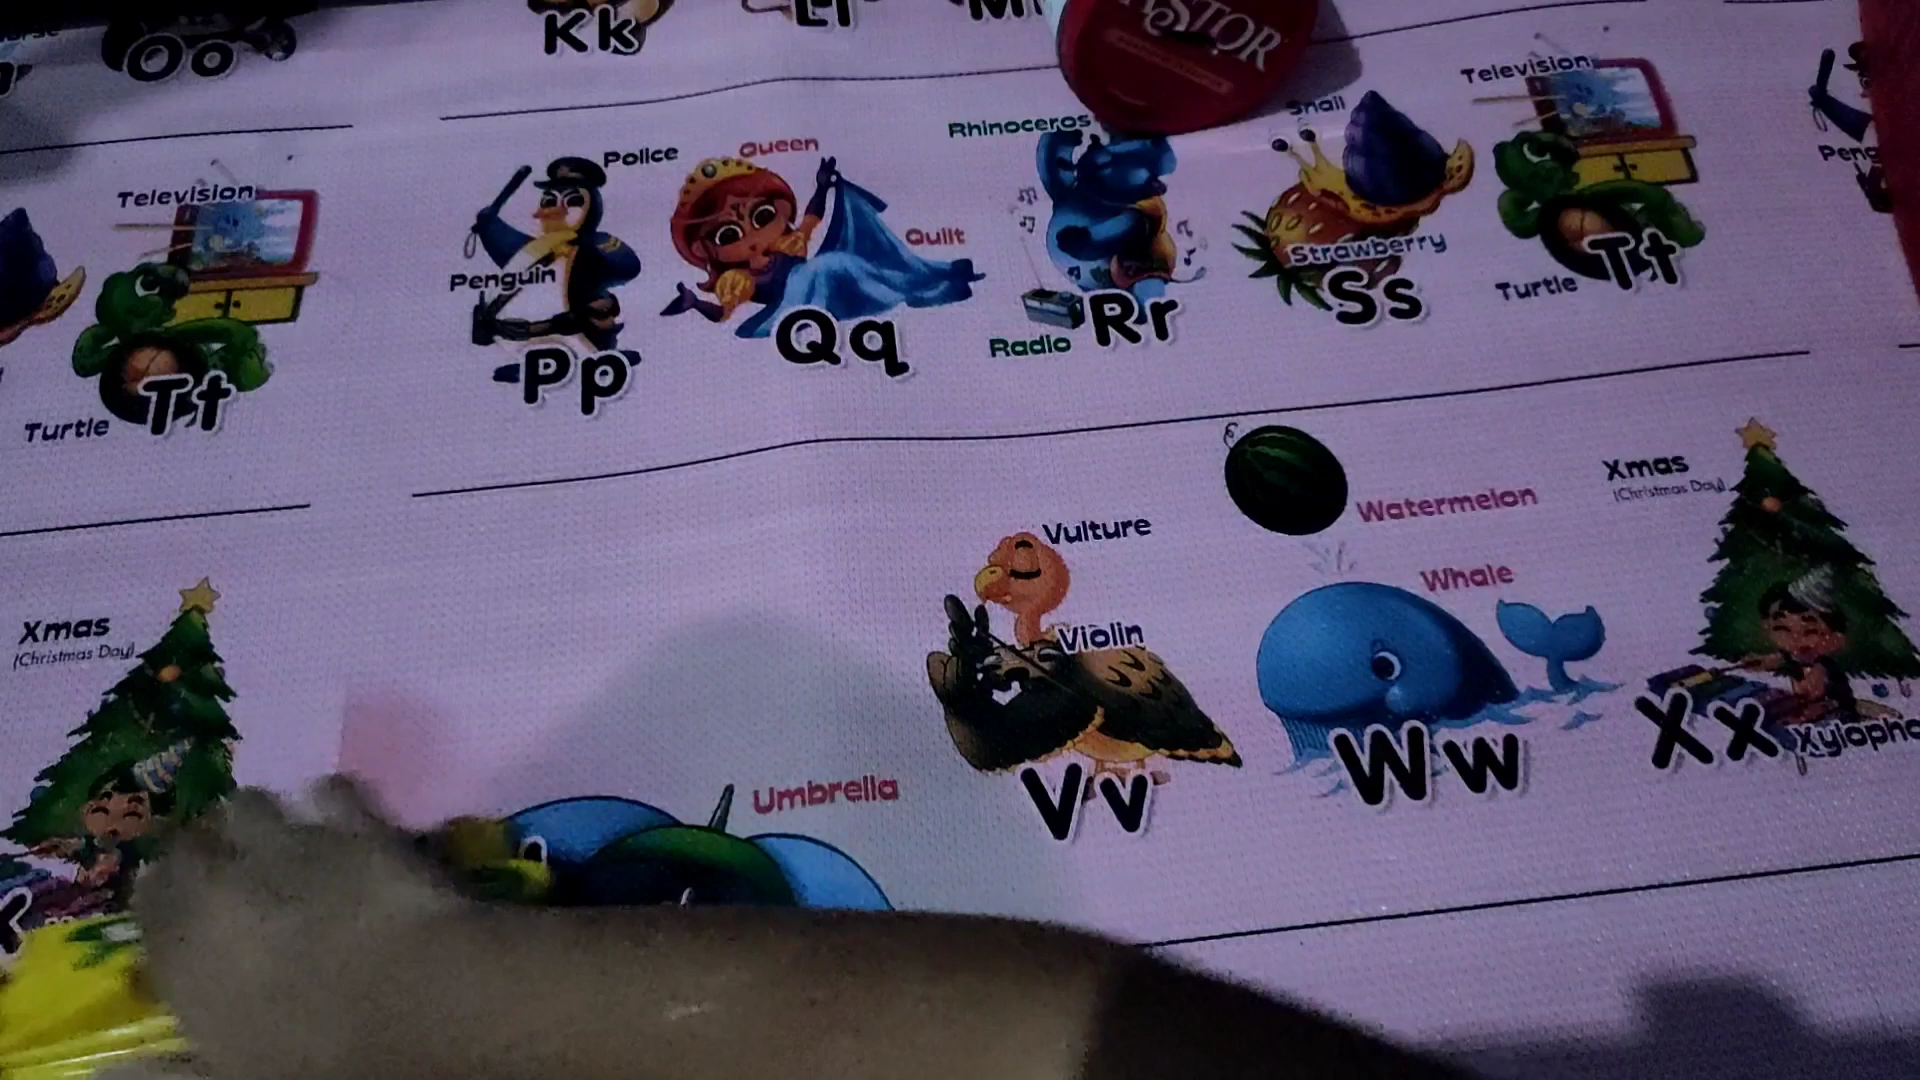 Oo
Kk
ASTOR
Television
Turtle
Tt
Police
Penguin
Pp
Queen
Quilt
Qq
Rhinoceros
Radio
Rr
Snail
Strawberry
Ss
Television
Turtle
Tt
Xmas
(Christmas Day)
Umbrella
Vulture
Violin
Vv
Watermelon
Whale
Ww
Xmas
(Christmas Day)
Xx